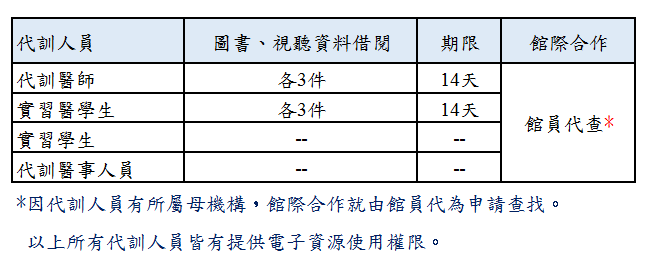 代訓人員 圖書、視聽資料借閱 期限 館際合作
代訓醫師 各3件 14天
實習醫學生 各3件 14天
館員代查*
實習學生 -- --
代訓醫事人員 -- --
*因代訓人員有所屬母機構，館際合作就由館員代為申請查找。
以上所有代訓人員皆有提供電子資源使用權限。